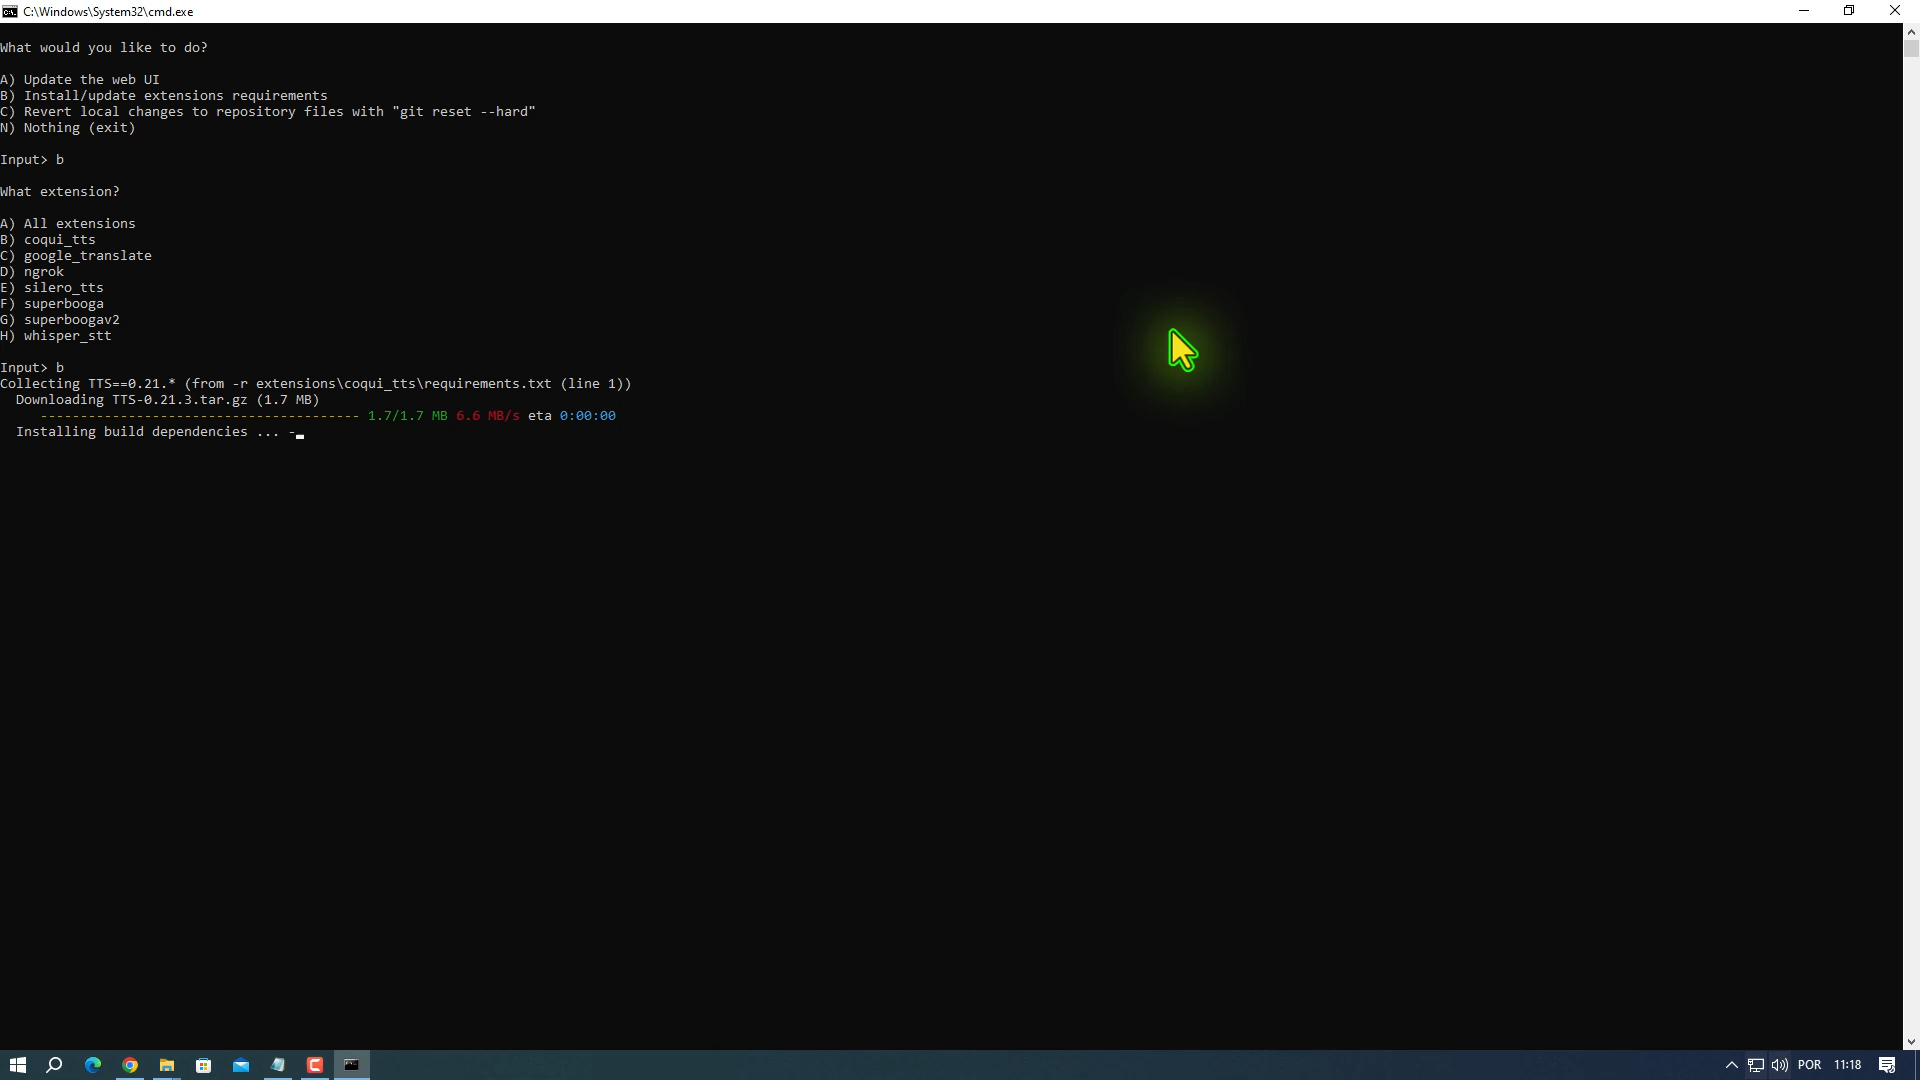 C:\Windows\System32\cmd.exe
What would you like to do?
A) Update the web UI
B) Install/update extensions requirements
C) Revert local changes to repository files with "git reset --hard"
N) Nothing (exit)
Input> b
What extension?
A) All extensions
B) coqui_tts
C) google_translate
D) ngrok
E) silero_tts
F) superbooga
G) superboogav2
H) whisper_stt
Input> b
Collecting TTS==0.21.* (from -r extensions\coqui_tts\requirements.txt (line 1))
Downloading TTS-0.21.3.tar.gz (1.7 MB)
---------------------------------------- 1.7/1.7 MB 6.6 MB/s eta 0:00:00
Installing build dependencies ... -
POR 11:18